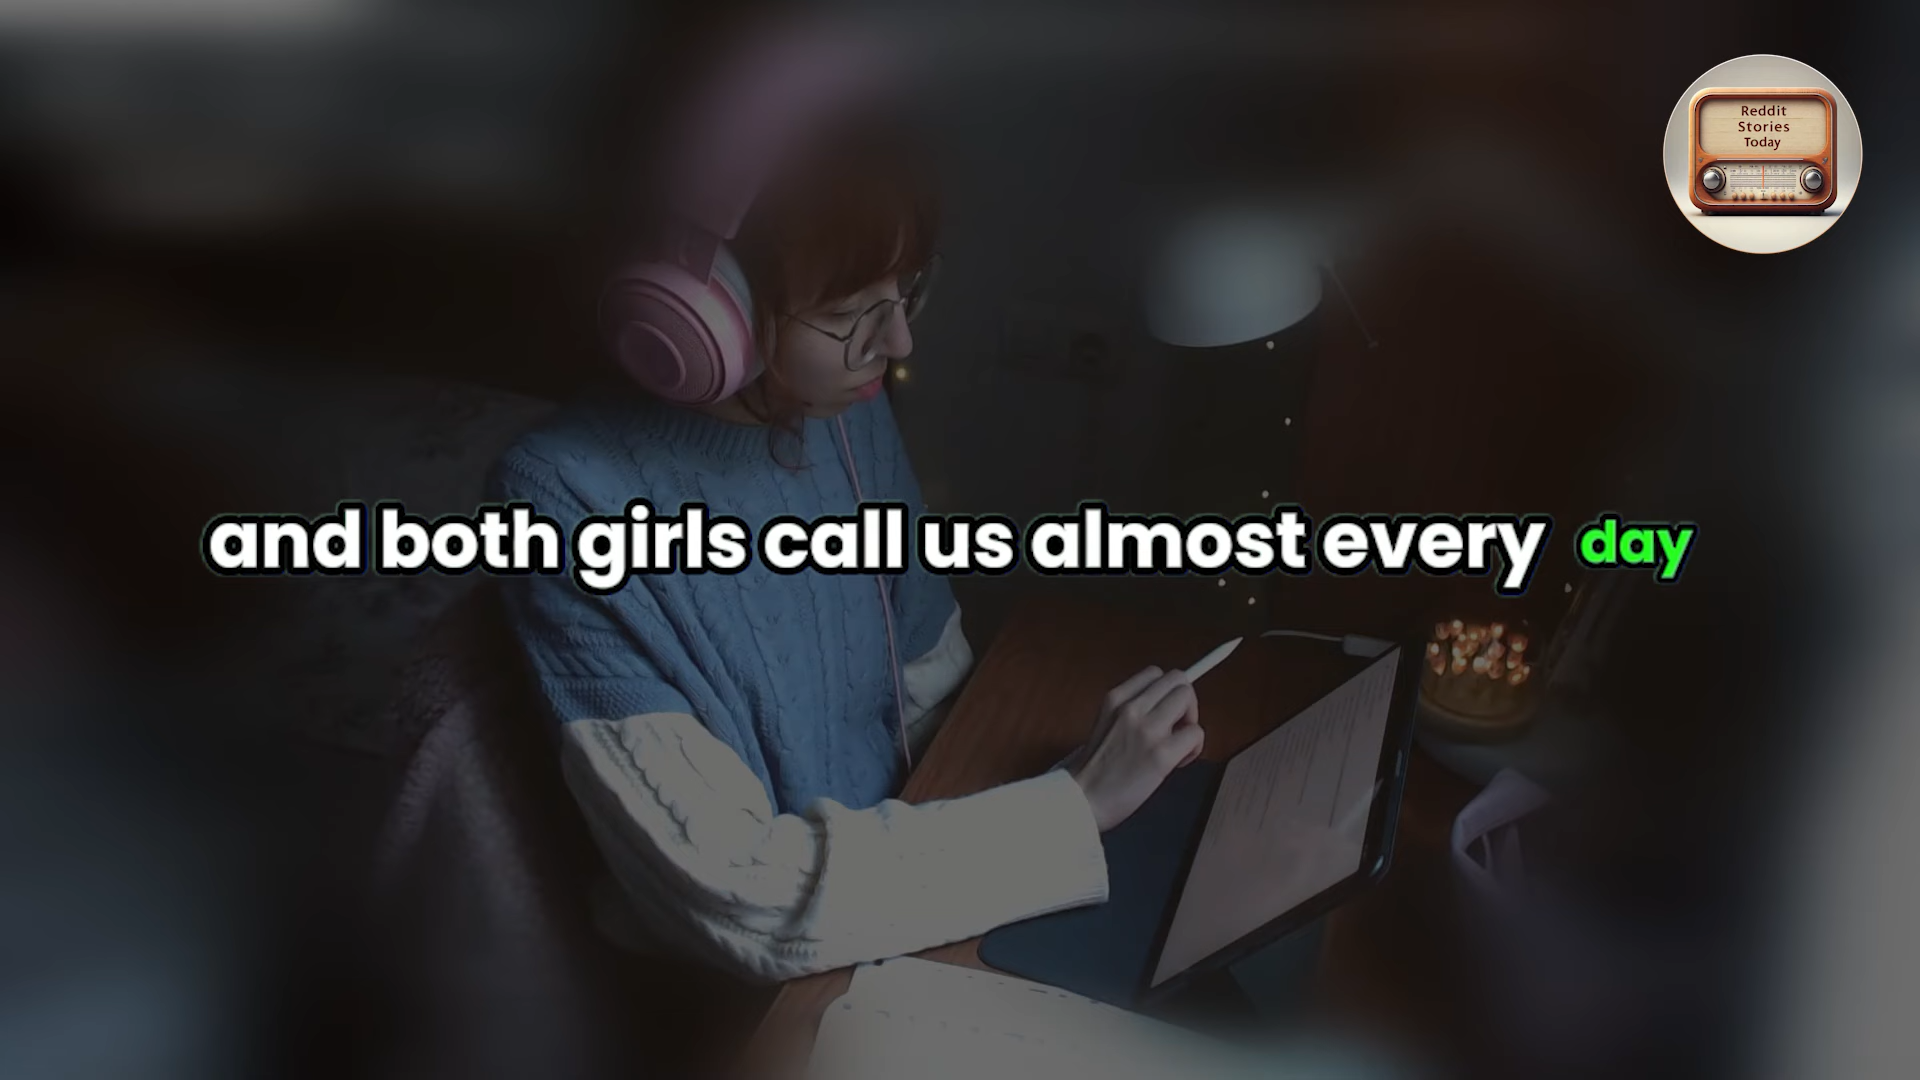 Reddit
Stories
Today
and both girls call us almost every day